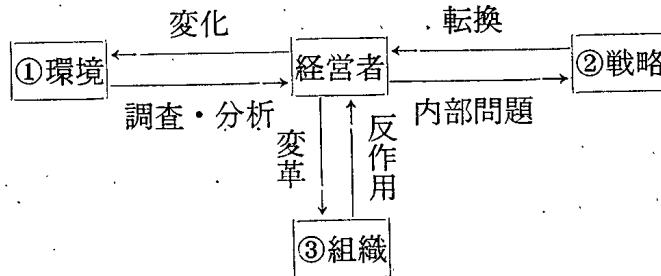 変化
転換
①環境
経営者
②戦略
調査・分析
内部問題
変革
反作用
③組織